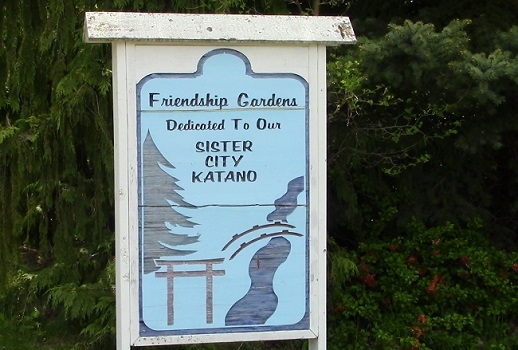 Friendship Gardens
Dedicated To Our
SISTER
CITY
KATANO